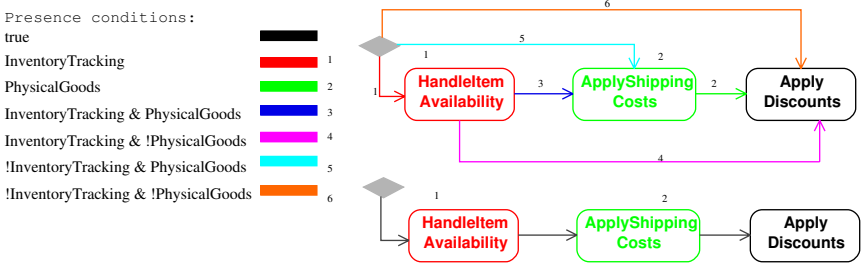 Presence conditions:
true
InventoryTracking 1
PhysicalGoods 2
InventoryTracking & PhysicalGoods 3
InventoryTracking & !PhysicalGoods 4
!InventoryTracking & PhysicalGoods 5
!InventoryTracking & !PhysicalGoods 6
6
5
1
2
1
HandleItem
Availability
3
ApplyShipping
Costs
2
Apply
Discounts
4
1
2
HandleItem
Availability
ApplyShipping
Costs
Apply
Discounts